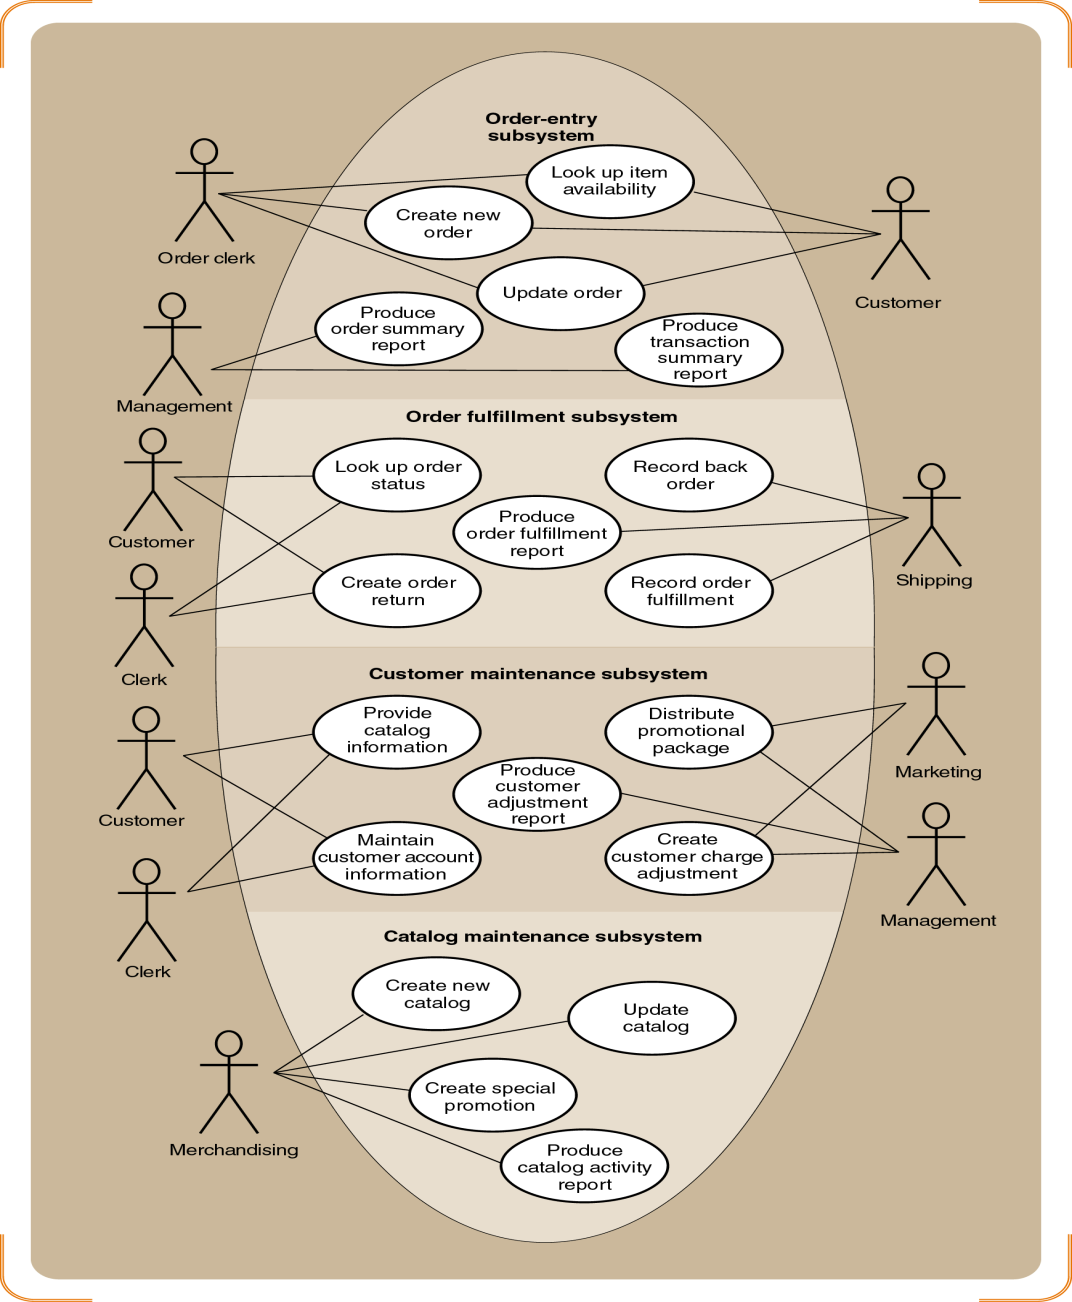 Order-entry
subsystem
Look up item
availability
Create new
order
Order clerk
Update order
Customer
Produce
order summary
report
Produce
transaction
summary
report
Management
Order fulfillment subsystem
Look up order
status
Record back
order
Produce
order fulfillment
report
Customer
Create order
return
Record order
fulfillment
Shipping
Clerk
Customer maintenance subsystem
Provide
catalog
information
Distribute
promotional
package
Marketing
Produce
customer
adjustment
report
Customer
Maintain
customer account
information
Create
customer charge
adjustment
Management
Clerk
Catalog maintenance subsystem
Create new
catalog
Update
catalog
Create special
promotion
Merchandising
Produce
catalog activity
report